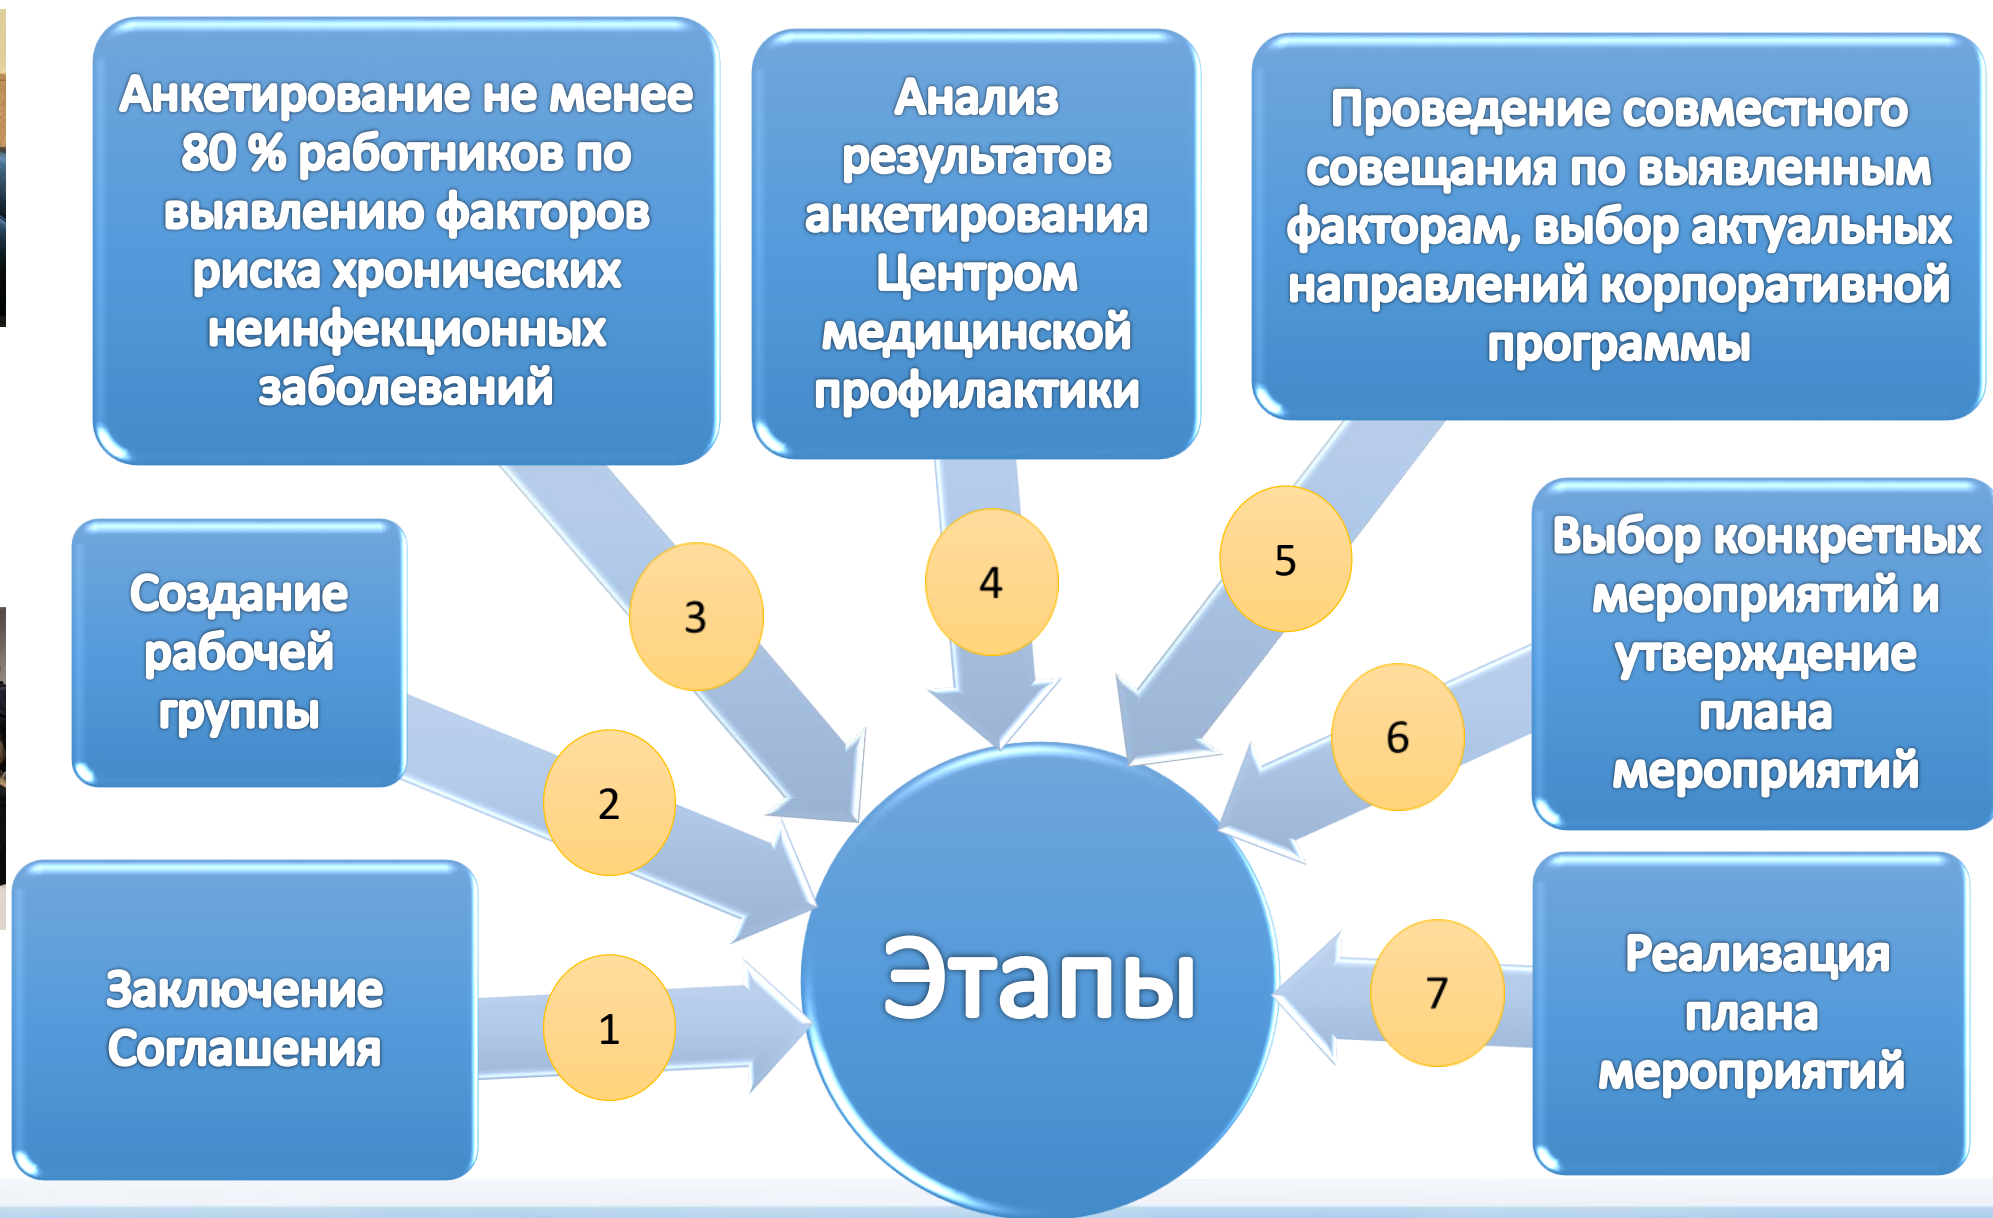 Анкетирование не менее
80 % работников по
выявлению факторов
риска хронических
неинфекционных
заболеваний
Анализ
результатов
анкетирования
Центром
медицинской
профилактики
Проведение совместного
совещания по выявленным
факторам, выбор актуальных
направлений корпоративной
программы
Создание
рабочей
группы
3
4
5
Выбор конкретных
мероприятий и
утверждение
плана
мероприятий
2
6
Заключение
Соглашения
1
Этапы
7
Реализация
плана
мероприятий